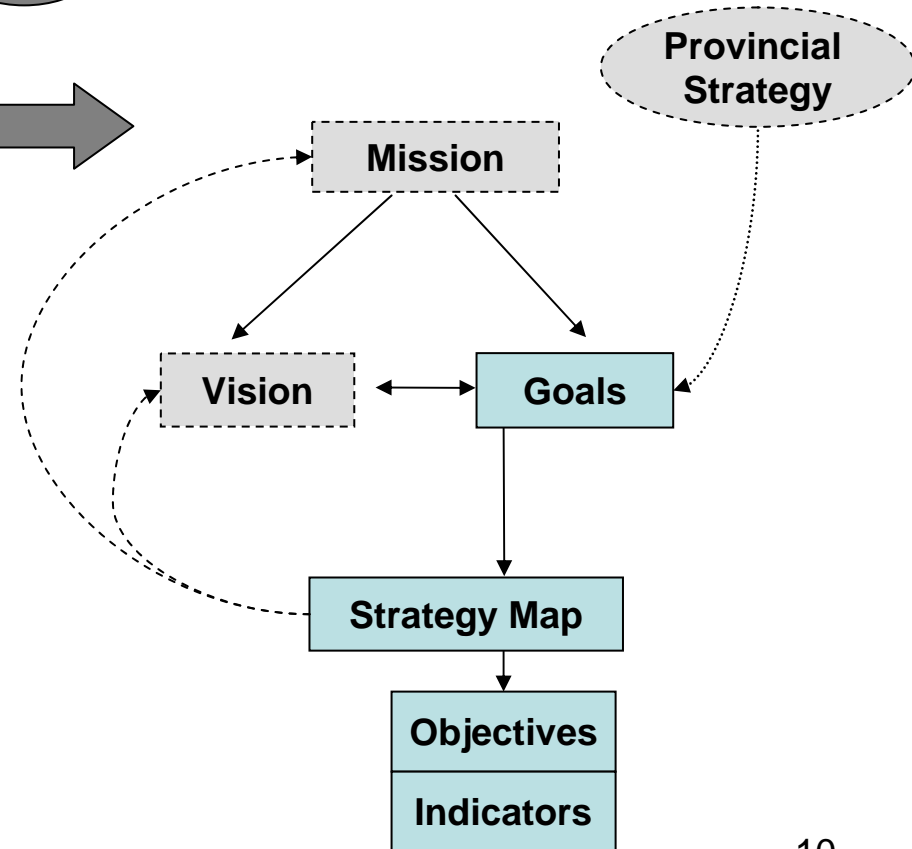 Provincial
Strategy
Mission
Vision
Goals
Strategy Map
Objectives
Indicators